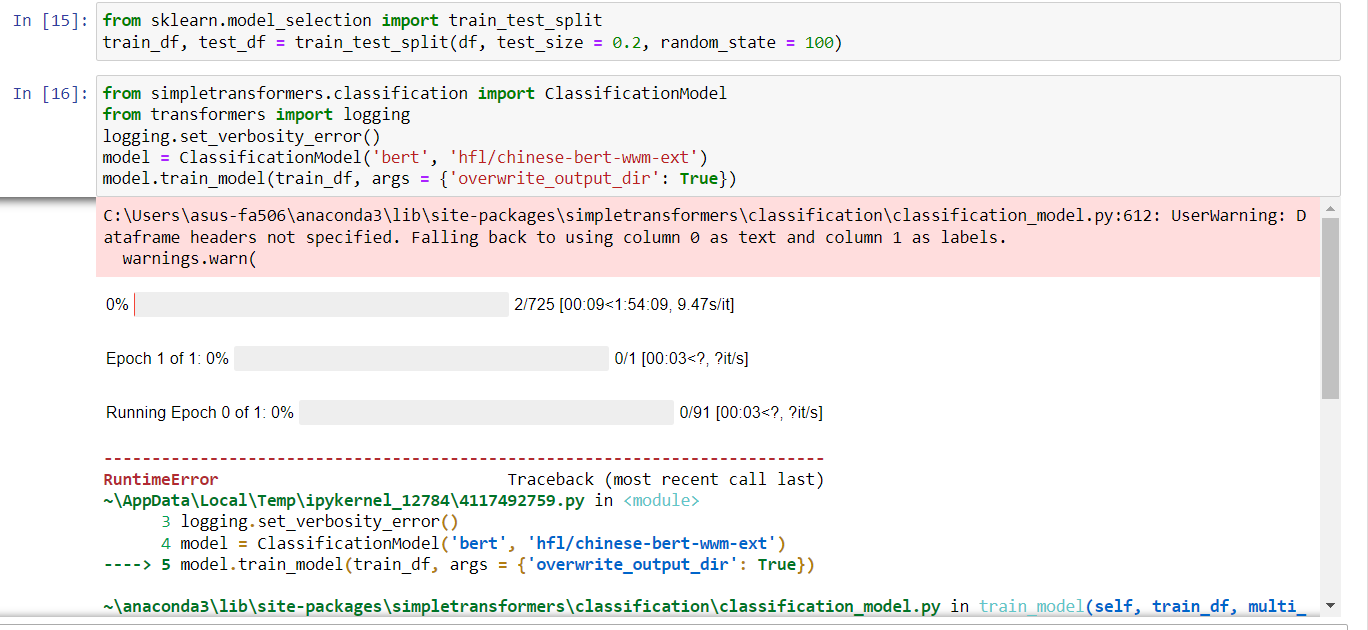 In [15]: from sklearn.model_selection import train_test_split
train_df, test_df = train_test_split(df, test_size = 0.2, random_state = 100)
In [16]: from simpletransformers.classification import ClassificationModel
from transformers import logging
logging.set_verbosity_error()
model = ClassificationModel('bert', 'hfl/chinese-bert-wwm-ext')
model.train_model(train_df, args = {'overwrite_output_dir': True})
C:\Users\asus-fa506\anaconda3\lib\site-packages\simpletransformers\classification\classification_model.py:612: UserWarning: D
ataframe headers not specified. Falling back to using column 0 as text and column 1 as labels.
  warnings.warn(
0% 2/725 [00:09<1:54:09, 9.47s/it]
Epoch 1 of 1: 0% 0/1 [00:03<?, ?it/s]
Running Epoch 0 of 1: 0% 0/91 [00:03<?, ?it/s]
---------------------------------------------------------------------------
RuntimeError                              Traceback (most recent call last)
~\AppData\Local\Temp\ipykernel_12784\4117492759.py in <module>
      3 logging.set_verbosity_error()
      4 model = ClassificationModel('bert', 'hfl/chinese-bert-wwm-ext')
----> 5 model.train_model(train_df, args = {'overwrite_output_dir': True})
~\anaconda3\lib\site-packages\simpletransformers\classification\classification_model.py in train_model(self, train_df, multi_